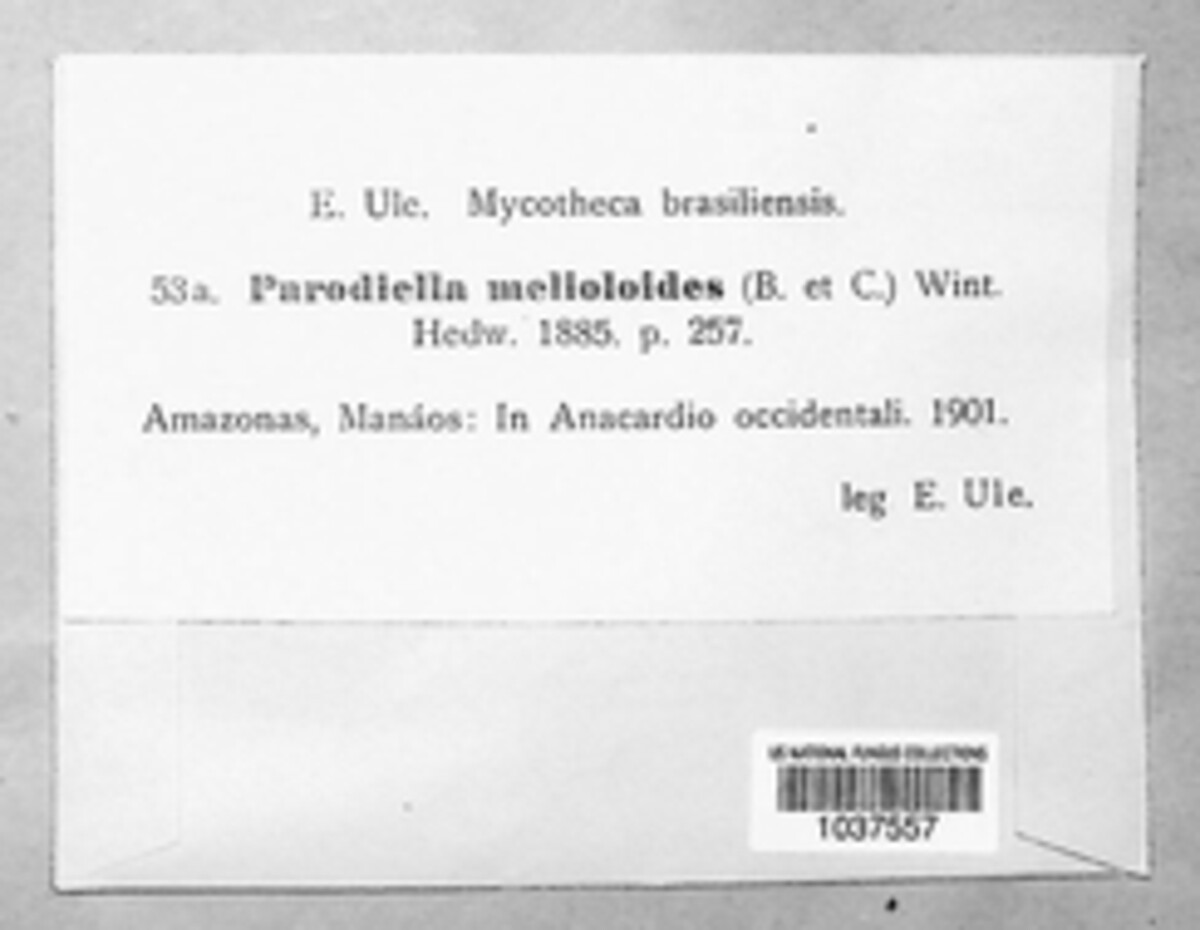 E. Ule. Mycotheca brasiliensis.
53a. Parodiella melioloides (B. et C.) Wint.
Hedw. 1885. p. 257.
Amazonas, Manáos: In Anacardio occidentali. 1901.
leg E. Ule.
US NATIONAL FUNGUS COLLECTIONS
1037557